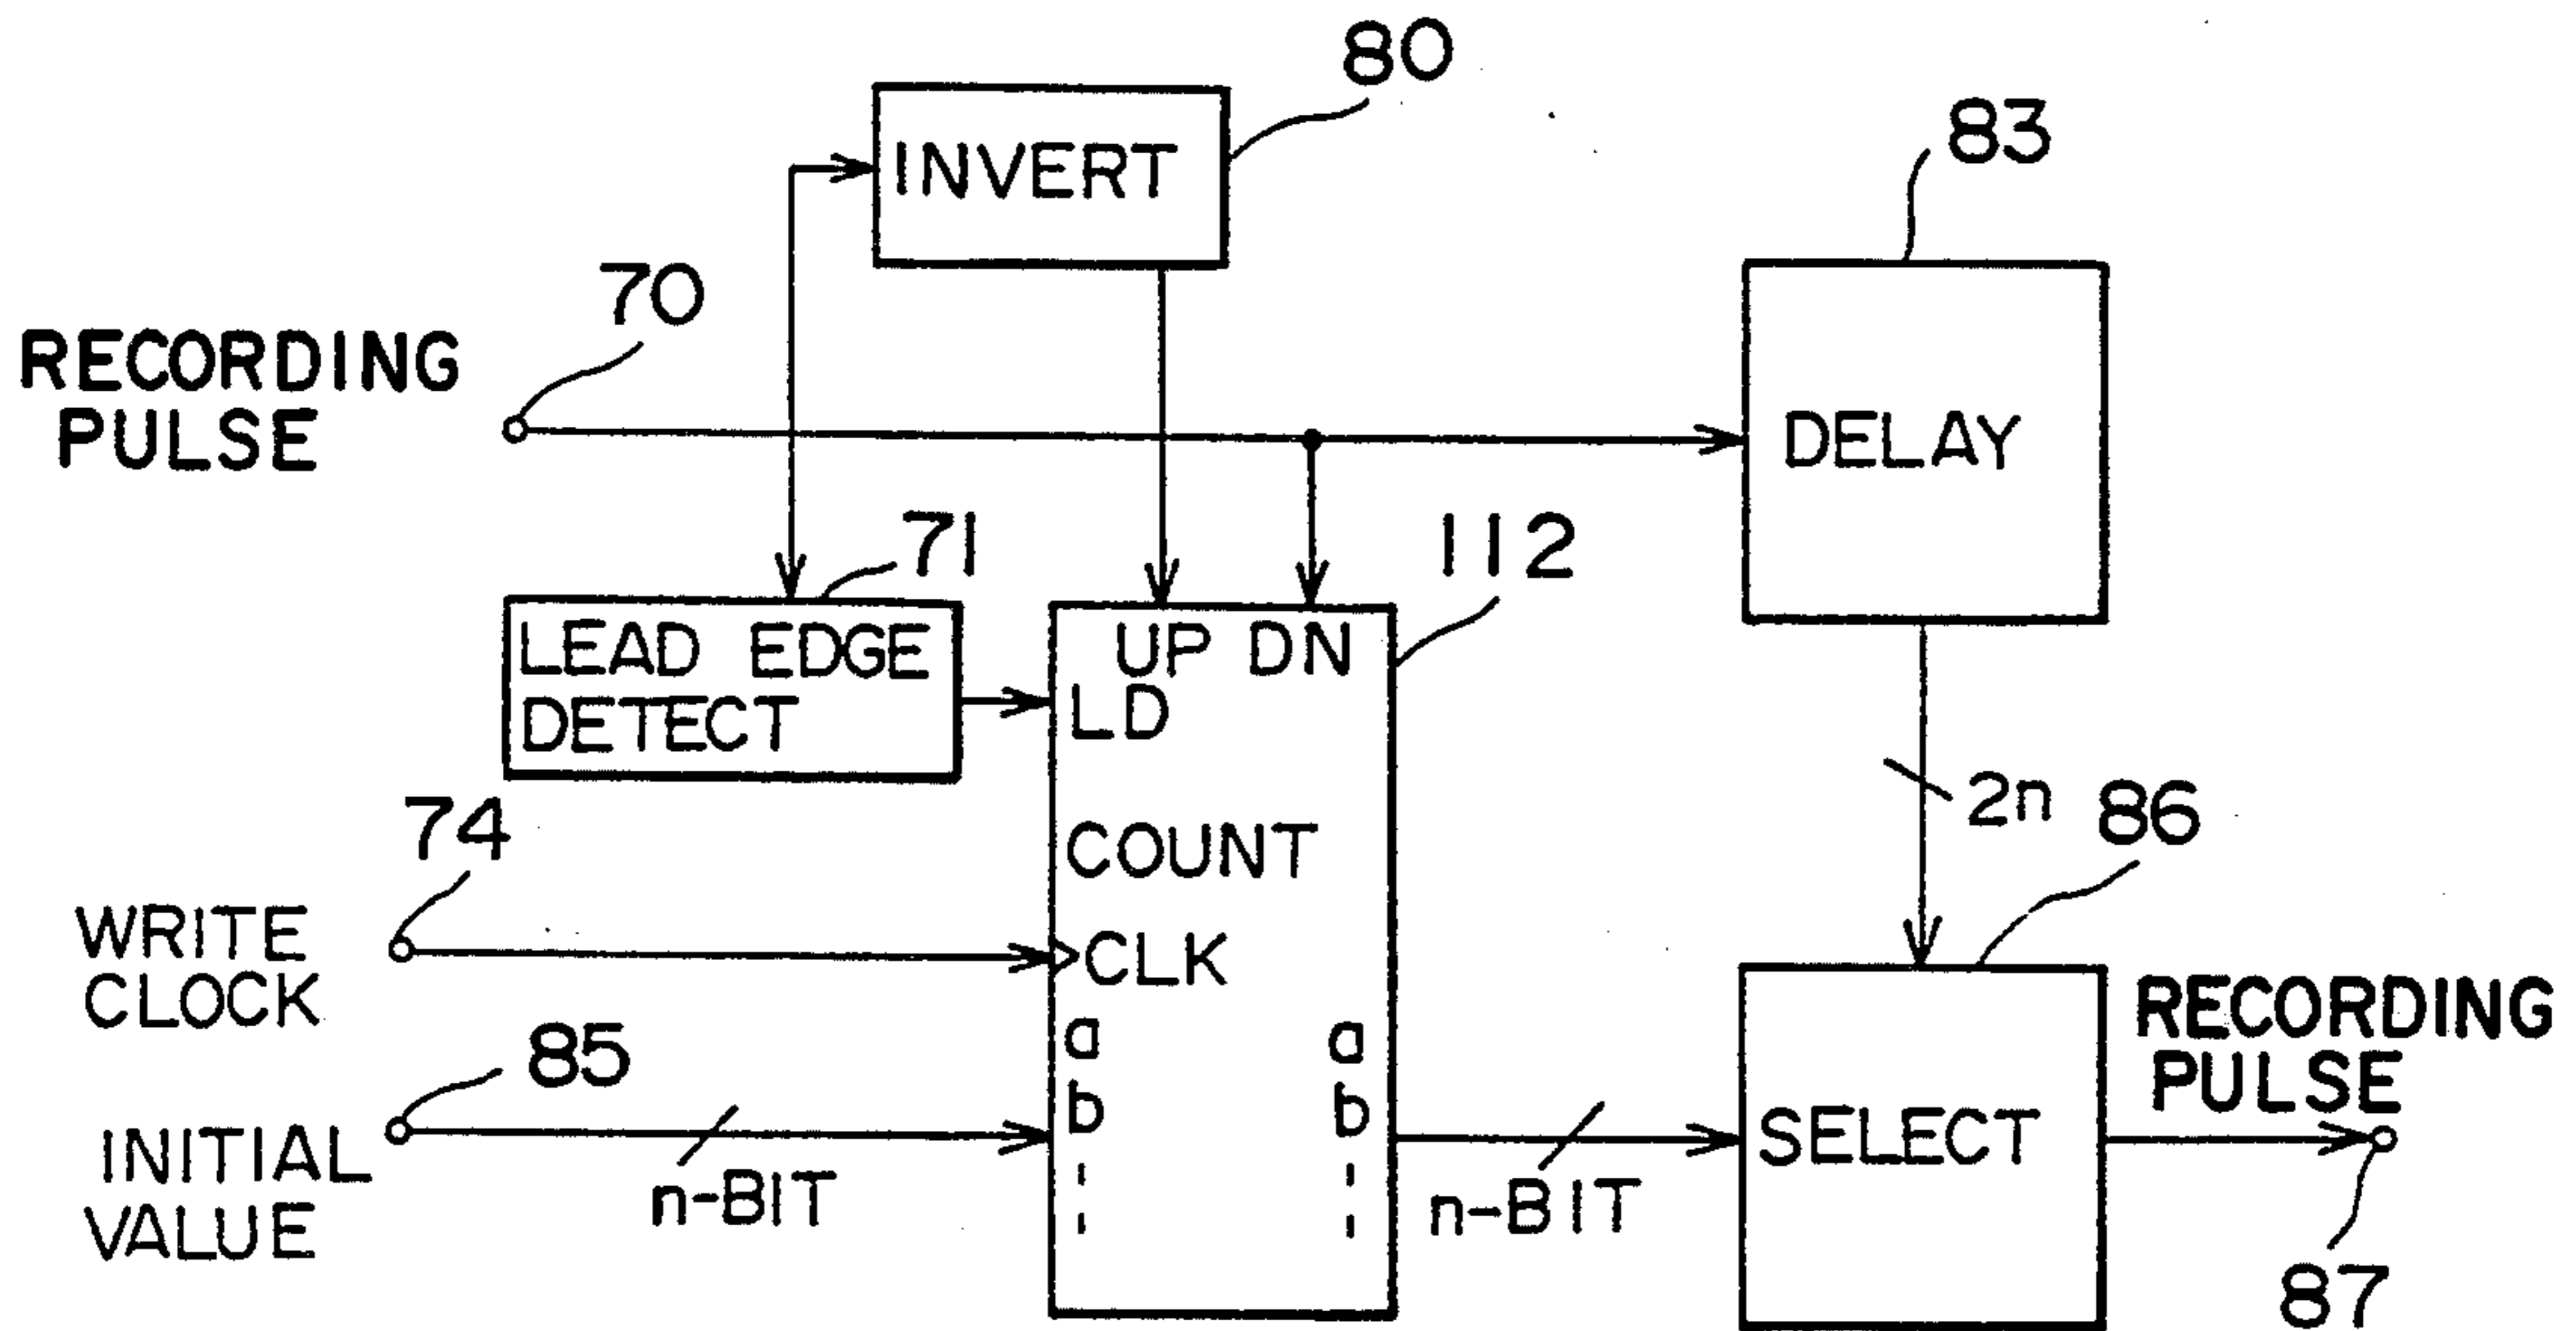 80
INVERT
83
70
RECORDING
PULSE
DELAY
71
112
LEAD EDGE
DETECT
UP DN
LD
74
COUNT
2n
86
WRITE
CLOCK
CLK
85
a
b
a
b
INITIAL
VALUE
n-BIT
n-BIT
SELECT
RECORDING
PULSE
87